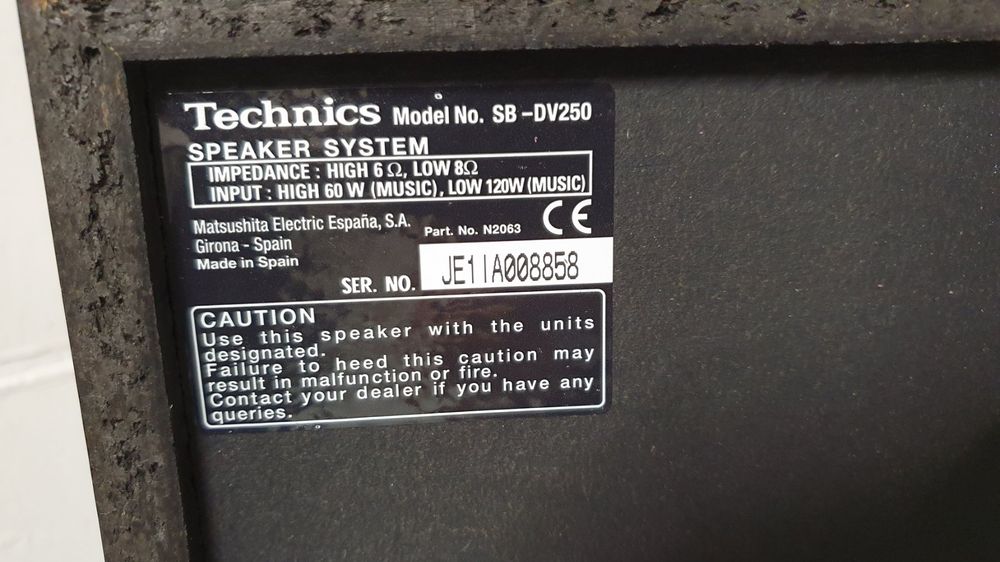 Technics Model No. SB-DV250
SPEAKER SYSTEM
IMPEDANCE : HIGH 6Ω, LOW 8Ω
INPUT : HIGH 60 W (MUSIC), LOW 120W (MUSIC)
Matsushita Electric España, S.A. Part. No. N2063 CE
Girona - Spain
Made in Spain
SER. NO. JE1IA008858
CAUTION
Use this speaker with the units
designated.
Failure to heed this caution may
result in malfunction or fire.
Contact your dealer if you have any
queries.